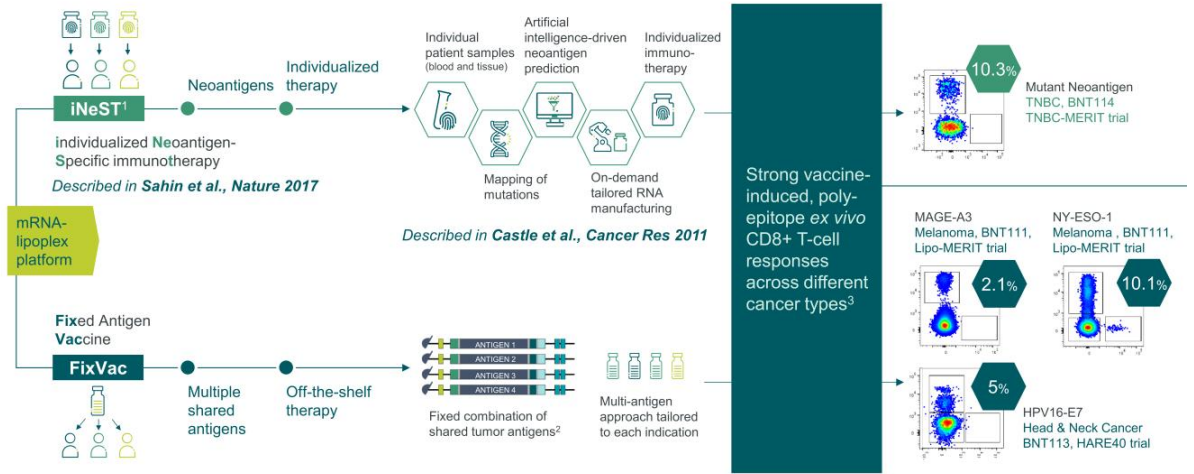 iNeST1
individualized Neoantigen-
Specific immunotherapy
Described in Sahin et al., Nature 2017
Neoantigens
Individualized
therapy
Individual
patient samples
(blood and tissue)
Mapping of
mutations
Artificial
intelligence-driven
neoantigen
prediction
On-demand
tailored RNA
manufacturing
Individualized
immuno-
therapy
Described in Castle et al., Cancer Res 2011
mRNA-
lipoplex
platform
Fixed Antigen
Vaccine
FixVac
Multiple
shared
antigens
Off-the-shelf
therapy
ANTIGEN 1
ANTIGEN 2
ANTIGEN 3
ANTIGEN 4
Fixed combination of
shared tumor antigens2
Multi-antigen
approach tailored
to each indication
Strong vaccine-
induced, poly-
epitope ex vivo
CD8+ T-cell
responses
across different
cancer types3
10.3%
Mutant Neoantigen
TNBC, BNT114
TNBC-MERIT trial
MAGE-A3
Melanoma, BNT111,
Lipo-MERIT trial
2.1%
NY-ESO-1
Melanoma , BNT111,
Lipo-MERIT trial
10.1%
5%
HPV16-E7
Head & Neck Cancer
BNT113, HARE40 trial